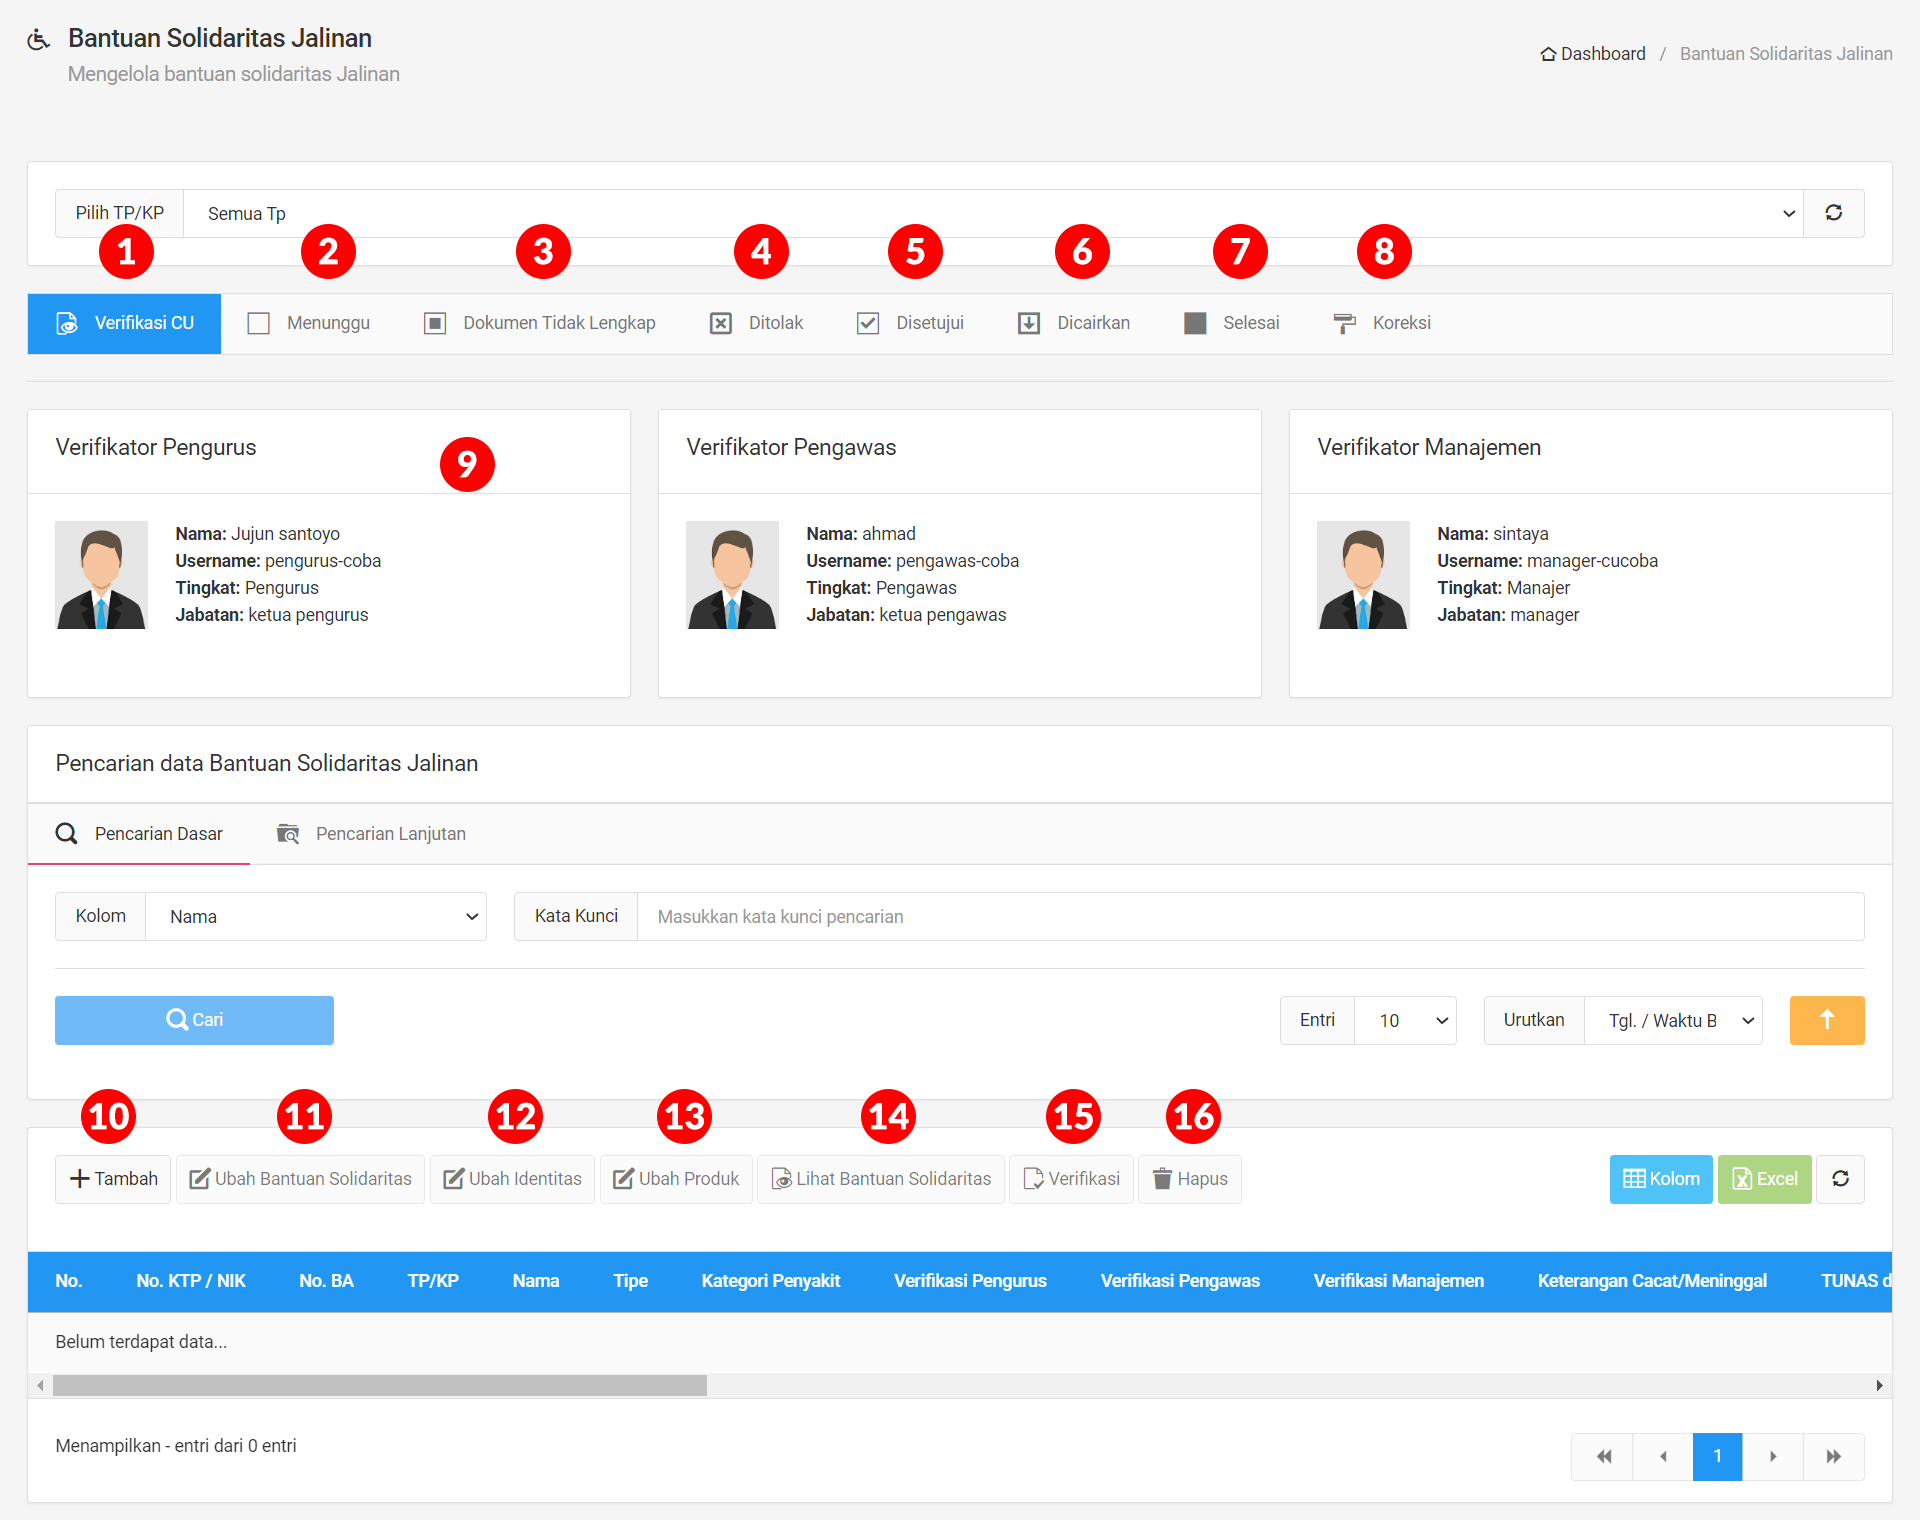 Bantuan Solidaritas Jalinan
Mengelola bantuan solidaritas Jalinan
Dashboard / Bantuan Solidaritas Jalinan
Pilih TP/KP Semua Tp
1 2 3 4 5 6 7 8
Verifikasi CU Menunggu Dokumen Tidak Lengkap Ditolak Disetujui Dicairkan Selesai Koreksi
Verifikator Pengurus 9
Nama: Jujun santoyo
Username: pengurus-coba
Tingkat: Pengurus
Jabatan: ketua pengurus
Verifikator Pengawas
Nama: ahmad
Username: pengawas-coba
Tingkat: Pengawas
Jabatan: ketua pengawas
Verifikator Manajemen
Nama: sintaya
Username: manager-cucoba
Tingkat: Manajer
Jabatan: manager
Pencarian data Bantuan Solidaritas Jalinan
Pencarian Dasar Pencarian Lanjutan
Kolom Nama Kata Kunci Masukkan kata kunci pencarian
Cari Entri 10 Urutkan Tgl. / Waktu B
10 11 12 13 14 15 16
Tambah Ubah Bantuan Solidaritas Ubah Identitas Ubah Produk Lihat Bantuan Solidaritas Verifikasi Hapus Kolom Excel
No. No. KTP / NIK No. BA TP/KP Nama Tipe Kategori Penyakit Verifikasi Pengurus Verifikasi Pengawas Verifikasi Manajemen Keterangan Cacat/Meninggal TUNAS d
Belum terdapat data...
Menampilkan - entri dari 0 entri
1